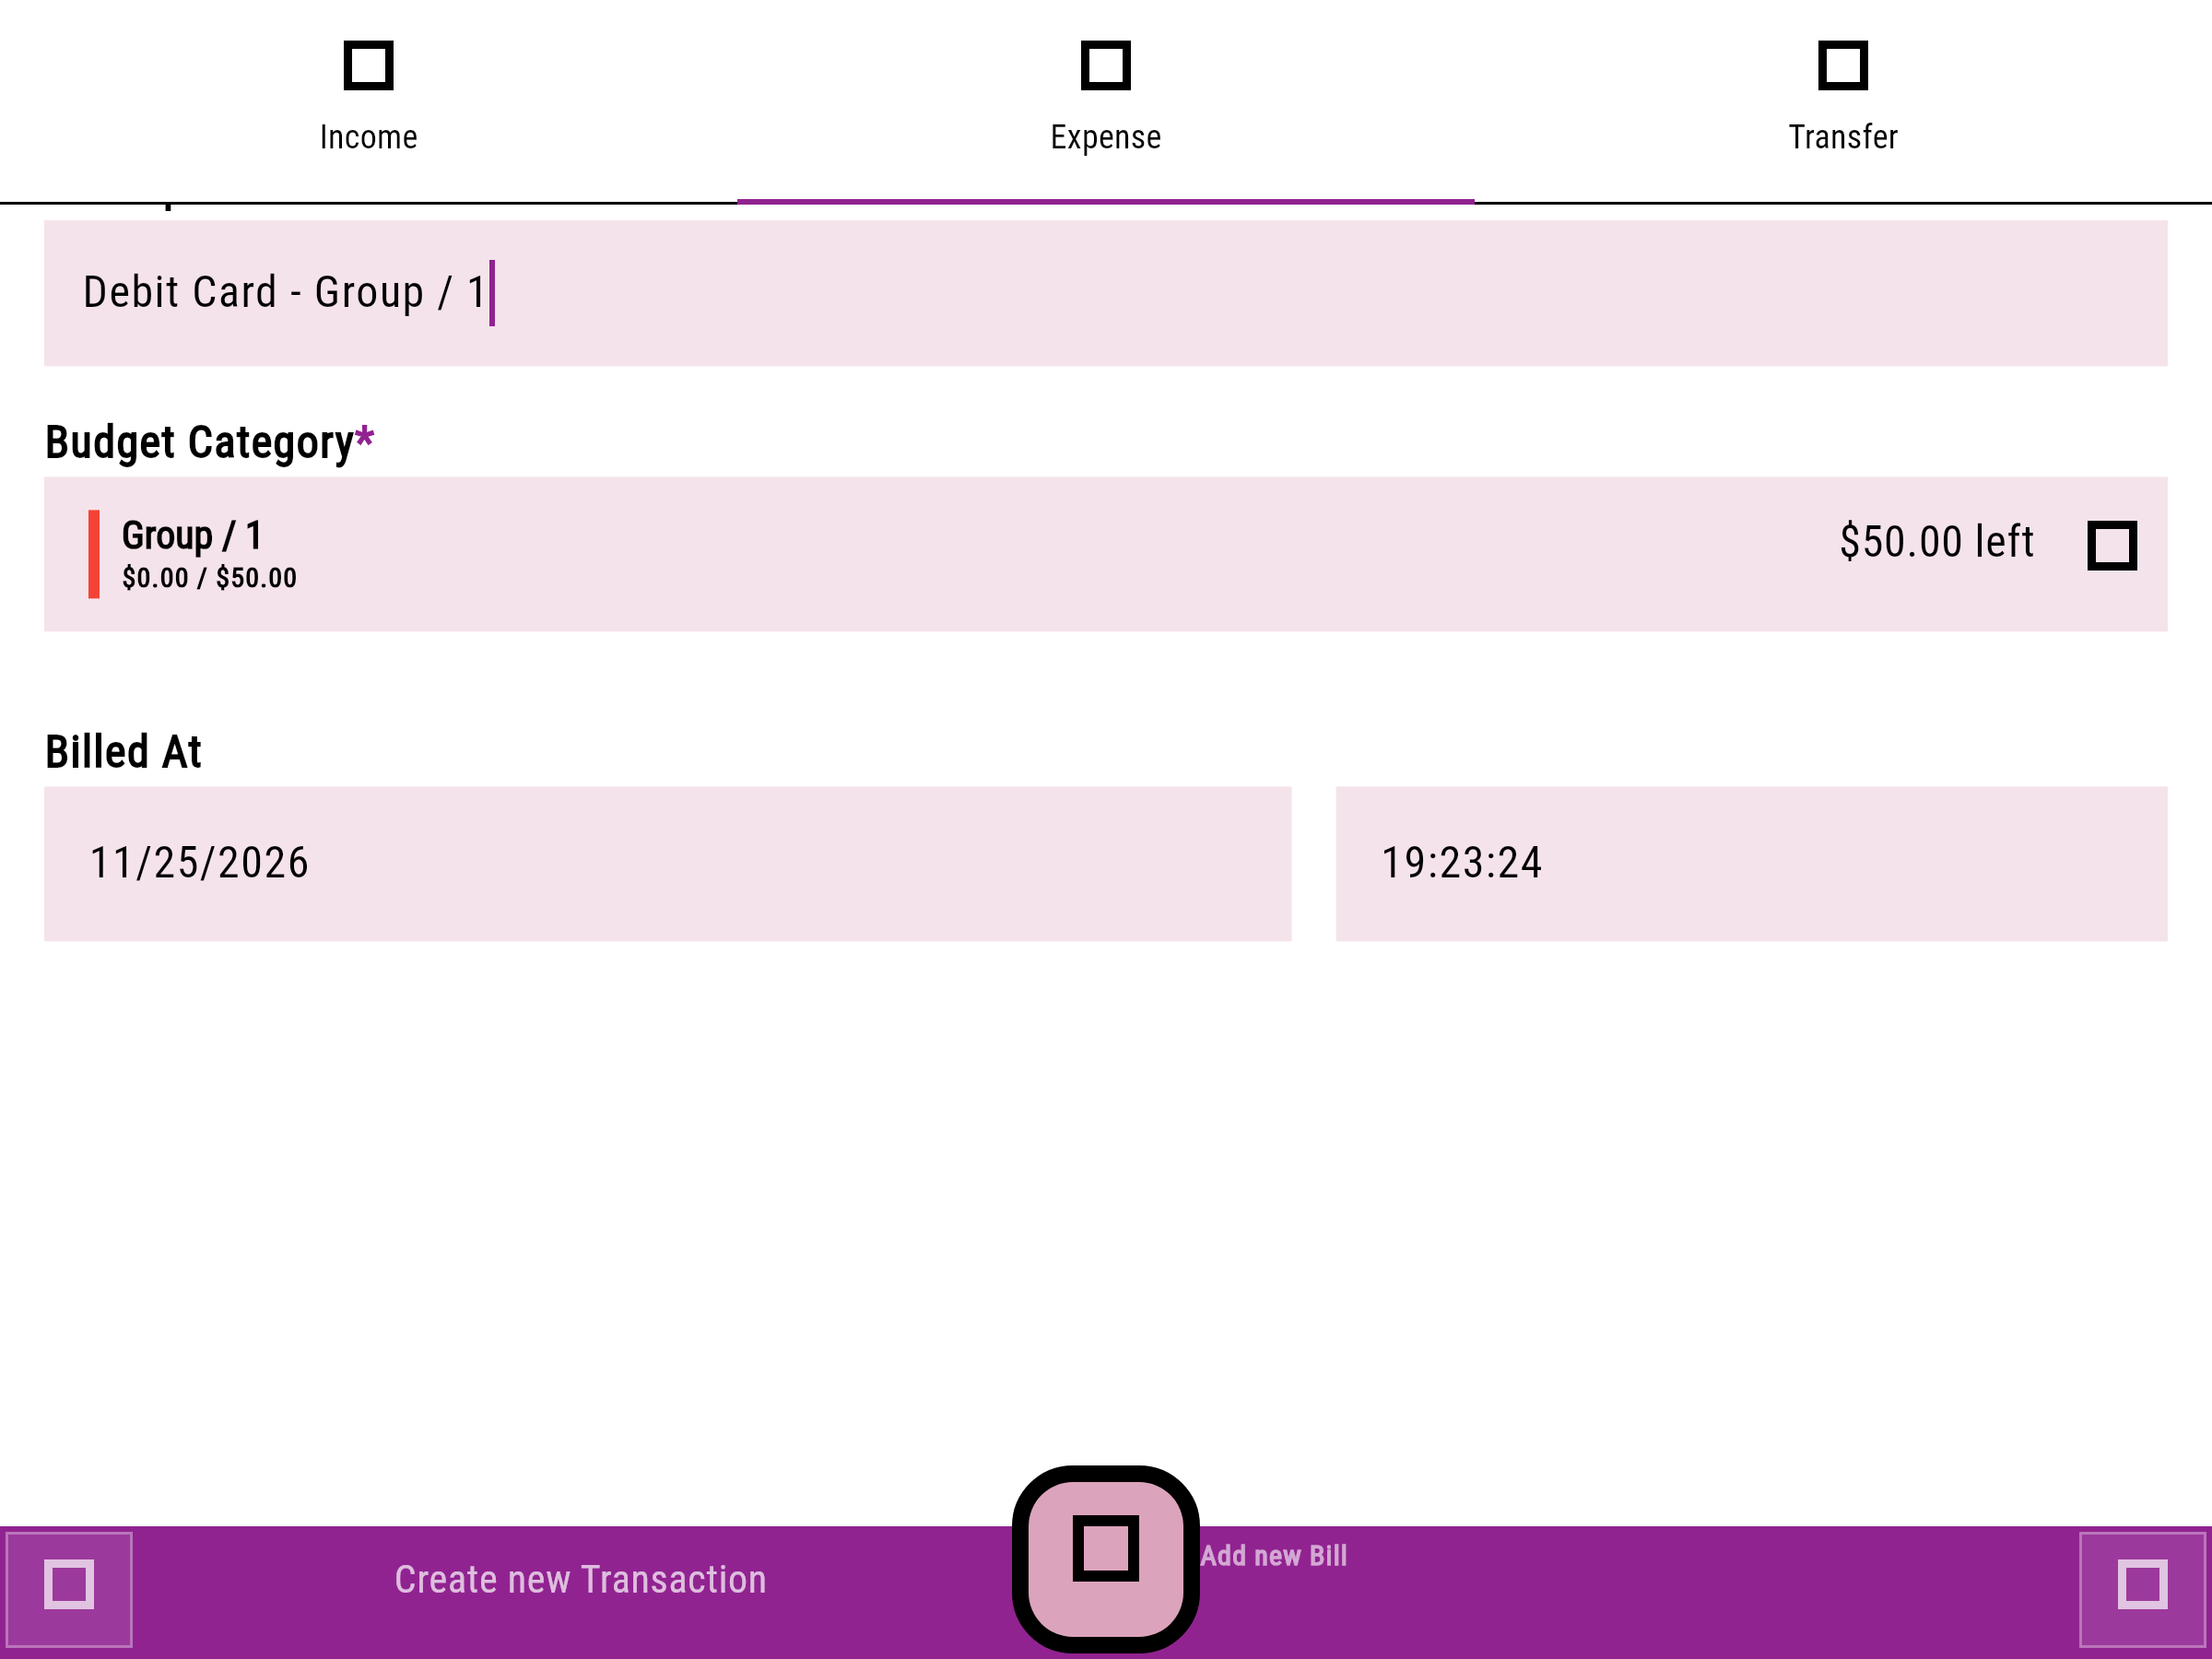 Income
Expense
Transfer
Debit Card - Group / 1
Budget Category*
Group / 1
$0.00 / $50.00
$50.00 left
Billed At
11/25/2026
19:23:24
Create new Transaction
Add new Bill